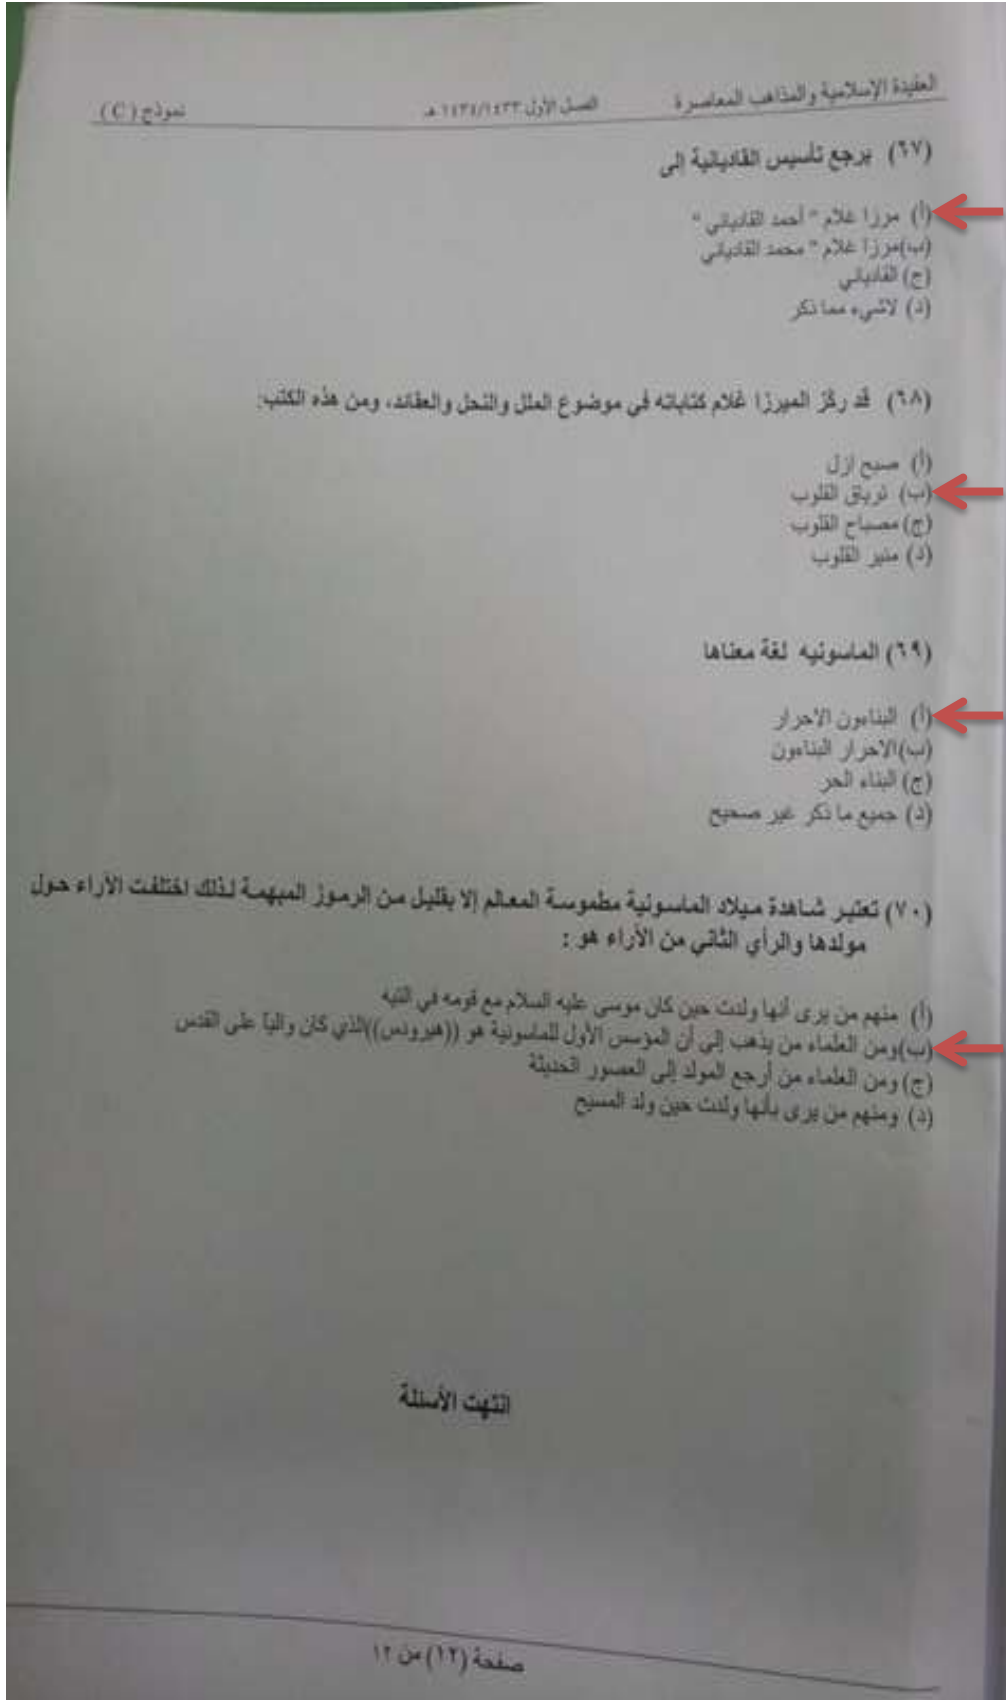 العقيدة الإسلامية والمذاهب المعاصرة الفصل الأول ١٤٣٤/١٤٣٣ هـ نموذج ( C )
(٦٧) يرجع تأسيس القاديانية إلى
(أ) مرزا غلام " أحمد القادياني "
(ب)مرزا غلام " محمد القادياني
(ج) القادياني
(د) لاشيء مما ذكر
(٦٨) قد ركّز الميرزا غلام كتاباته في موضوع الملل والنحل والعقائد، ومن هذه الكتب:
(أ) صبح ازل
(ب) ترياق القلوب
(ج) مصباح القلوب
(د) منير القلوب
(٦٩) الماسونيه لغة معناها
(أ) البناءون الاحرار
(ب)الاحرار البناءون
(ج) البناء الحر
(د) جميع ما ذكر غير صحيح
(٧٠) تعتبر شاهدة ميلاد الماسونية مطموسة المعالم إلا بقليل من الرموز المبهمة لذلك اختلفت الآراء حول
مولدها والرأي الثاني من الآراء هو :
(أ) منهم من يرى أنها ولدت حين كان موسى عليه السلام مع قومه في التيه
(ب)ومن العلماء من يذهب إلى أن المؤسس الأول للماسونية هو ((هيرودس))الذي كان والياً على القدس
(ج) ومن العلماء من أرجع المولد إلى العصور الحديثة
(د) ومنهم من يرى بأنها ولدت حين ولد المسيح
انتهت الأسئلة
صفحة (١٢) من ١٢